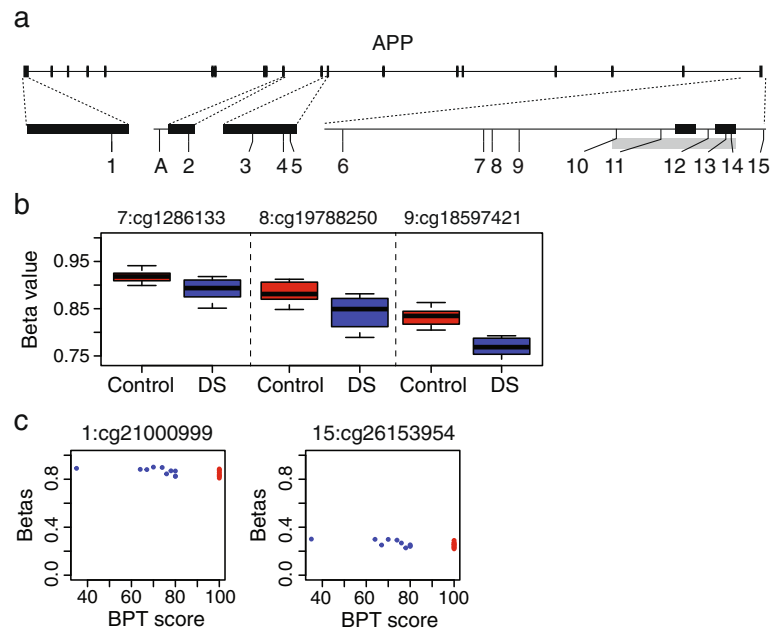 a
APP
1 A 2 3 4 5 6 7 8 9 10 11 12 13 14 15
b
7:cg1286133 8:cg19788250 9:cg18597421
Beta value
0.95
0.85
0.75
Control DS Control DS Control DS
c
1:cg21000999 15:cg26153954
Betas
0.8
0.4
0.0
40 60 80 100
BPT score
Betas
0.8
0.4
0.0
40 60 80 100
BPT score